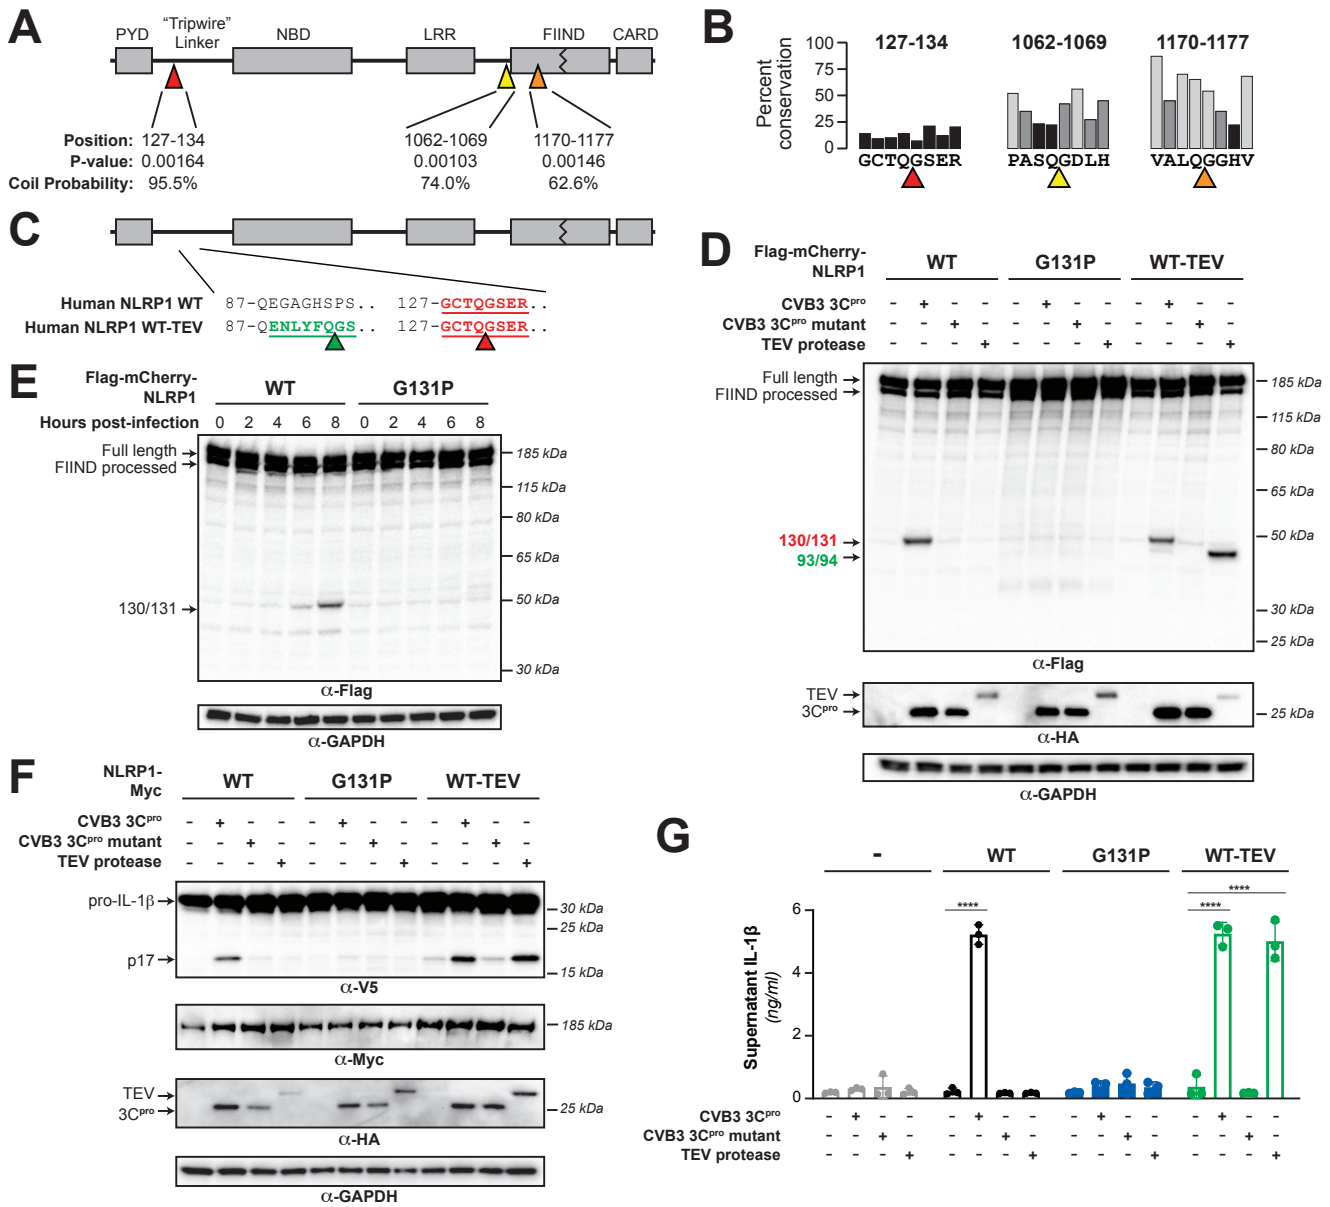 A
PYD
“Tripwire”
Linker
NBD
LRR
FIIND
CARD
Position: 127-134 1062-1069 1170-1177
P-value: 0.00164 0.00103 0.00146
Coil Probability: 95.5% 74.0% 62.6%
B
Percent
conservation
100
75
50
25
0
127-134 1062-1069 1170-1177
GCTQGSER PASQGDLH VALQGGHV
C
Human NLRP1 WT 87-QEGAGHSPS.. 127-GCTQGSER..
Human NLRP1 WT-TEV 87-QENLYFQGS.. 127-GCTQGSER..
D
Flag-mCherry-
NLRP1
WT G131P WT-TEV
CVB3 3Cpro - + - - - + - - - + - -
CVB3 3Cpro mutant - - + - - - + - - - + -
TEV protease - - - + - - - + - - - +
Full length
FIIND processed
130/131
93/94
185 kDa
115 kDa
80 kDa
65 kDa
50 kDa
30 kDa
25 kDa
α-Flag
TEV
3Cpro
25 kDa
α-HA
α-GAPDH
E
Flag-mCherry-
NLRP1
WT G131P
Hours post-infection 0 2 4 6 8 0 2 4 6 8
Full length
FIIND processed
130/131
185 kDa
115 kDa
80 kDa
65 kDa
50 kDa
30 kDa
α-Flag
α-GAPDH
F
NLRP1-
Myc
WT G131P WT-TEV
CVB3 3Cpro - + - - - + - - - + - -
CVB3 3Cpro mutant - - + - - - + - - - + -
TEV protease - - - + - - - + - - - +
pro-IL-1β
p17
30 kDa
25 kDa
15 kDa
α-V5
185 kDa
α-Myc
TEV
3Cpro
25 kDa
α-HA
α-GAPDH
G
- WT G131P WT-TEV
Supernatant IL-1β
(ng/ml)
6
4
2
0
****
****
****
CVB3 3Cpro - + - - - + - - - + - - - + - -
CVB3 3Cpro mutant - - + - - - + - - - + - - - + -
TEV protease - - - + - - - + - - - + - - - +